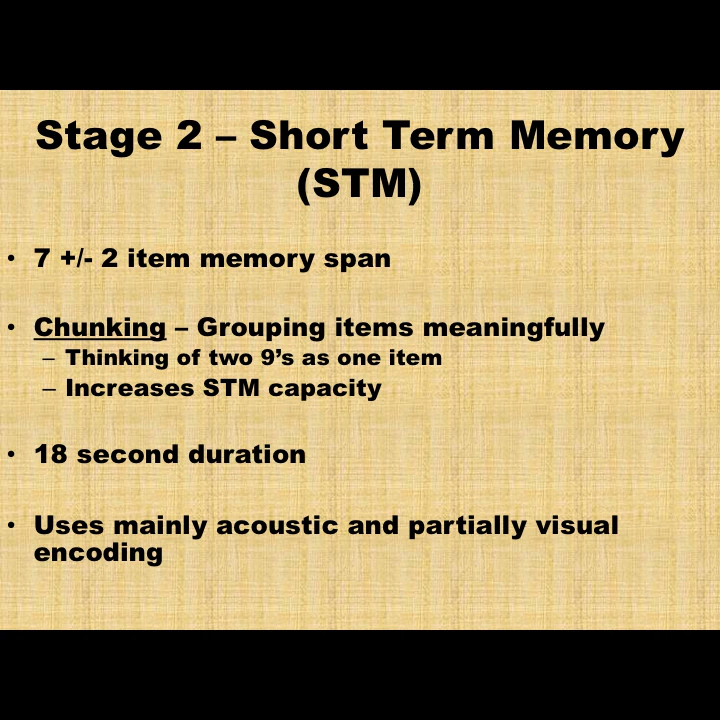 Stage 2 – Short Term Memory
(STM)
• 7 +/- 2 item memory span
• Chunking – Grouping items meaningfully
– Thinking of two 9’s as one item
– Increases STM capacity
• 18 second duration
• Uses mainly acoustic and partially visual
encoding